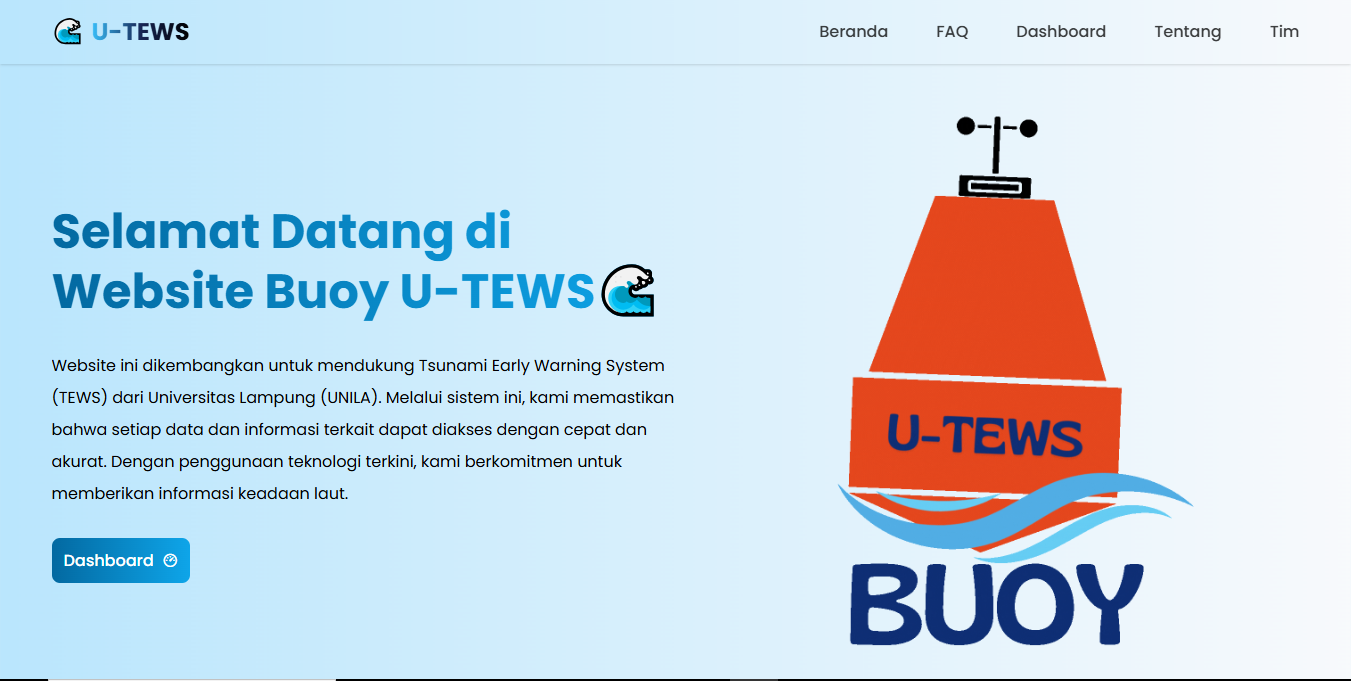 U-TEWS
Beranda
FAQ
Dashboard
Tentang
Tim
Selamat Datang di
Website Buoy U-TEWS
Website ini dikembangkan untuk mendukung Tsunami Early Warning System
(TEWS) dari Universitas Lampung (UNILA). Melalui sistem ini, kami memastikan
bahwa setiap data dan informasi terkait dapat diakses dengan cepat dan
akurat. Dengan penggunaan teknologi terkini, kami berkomitmen untuk
memberikan informasi keadaan laut.
Dashboard
U-TEWS
BUOY